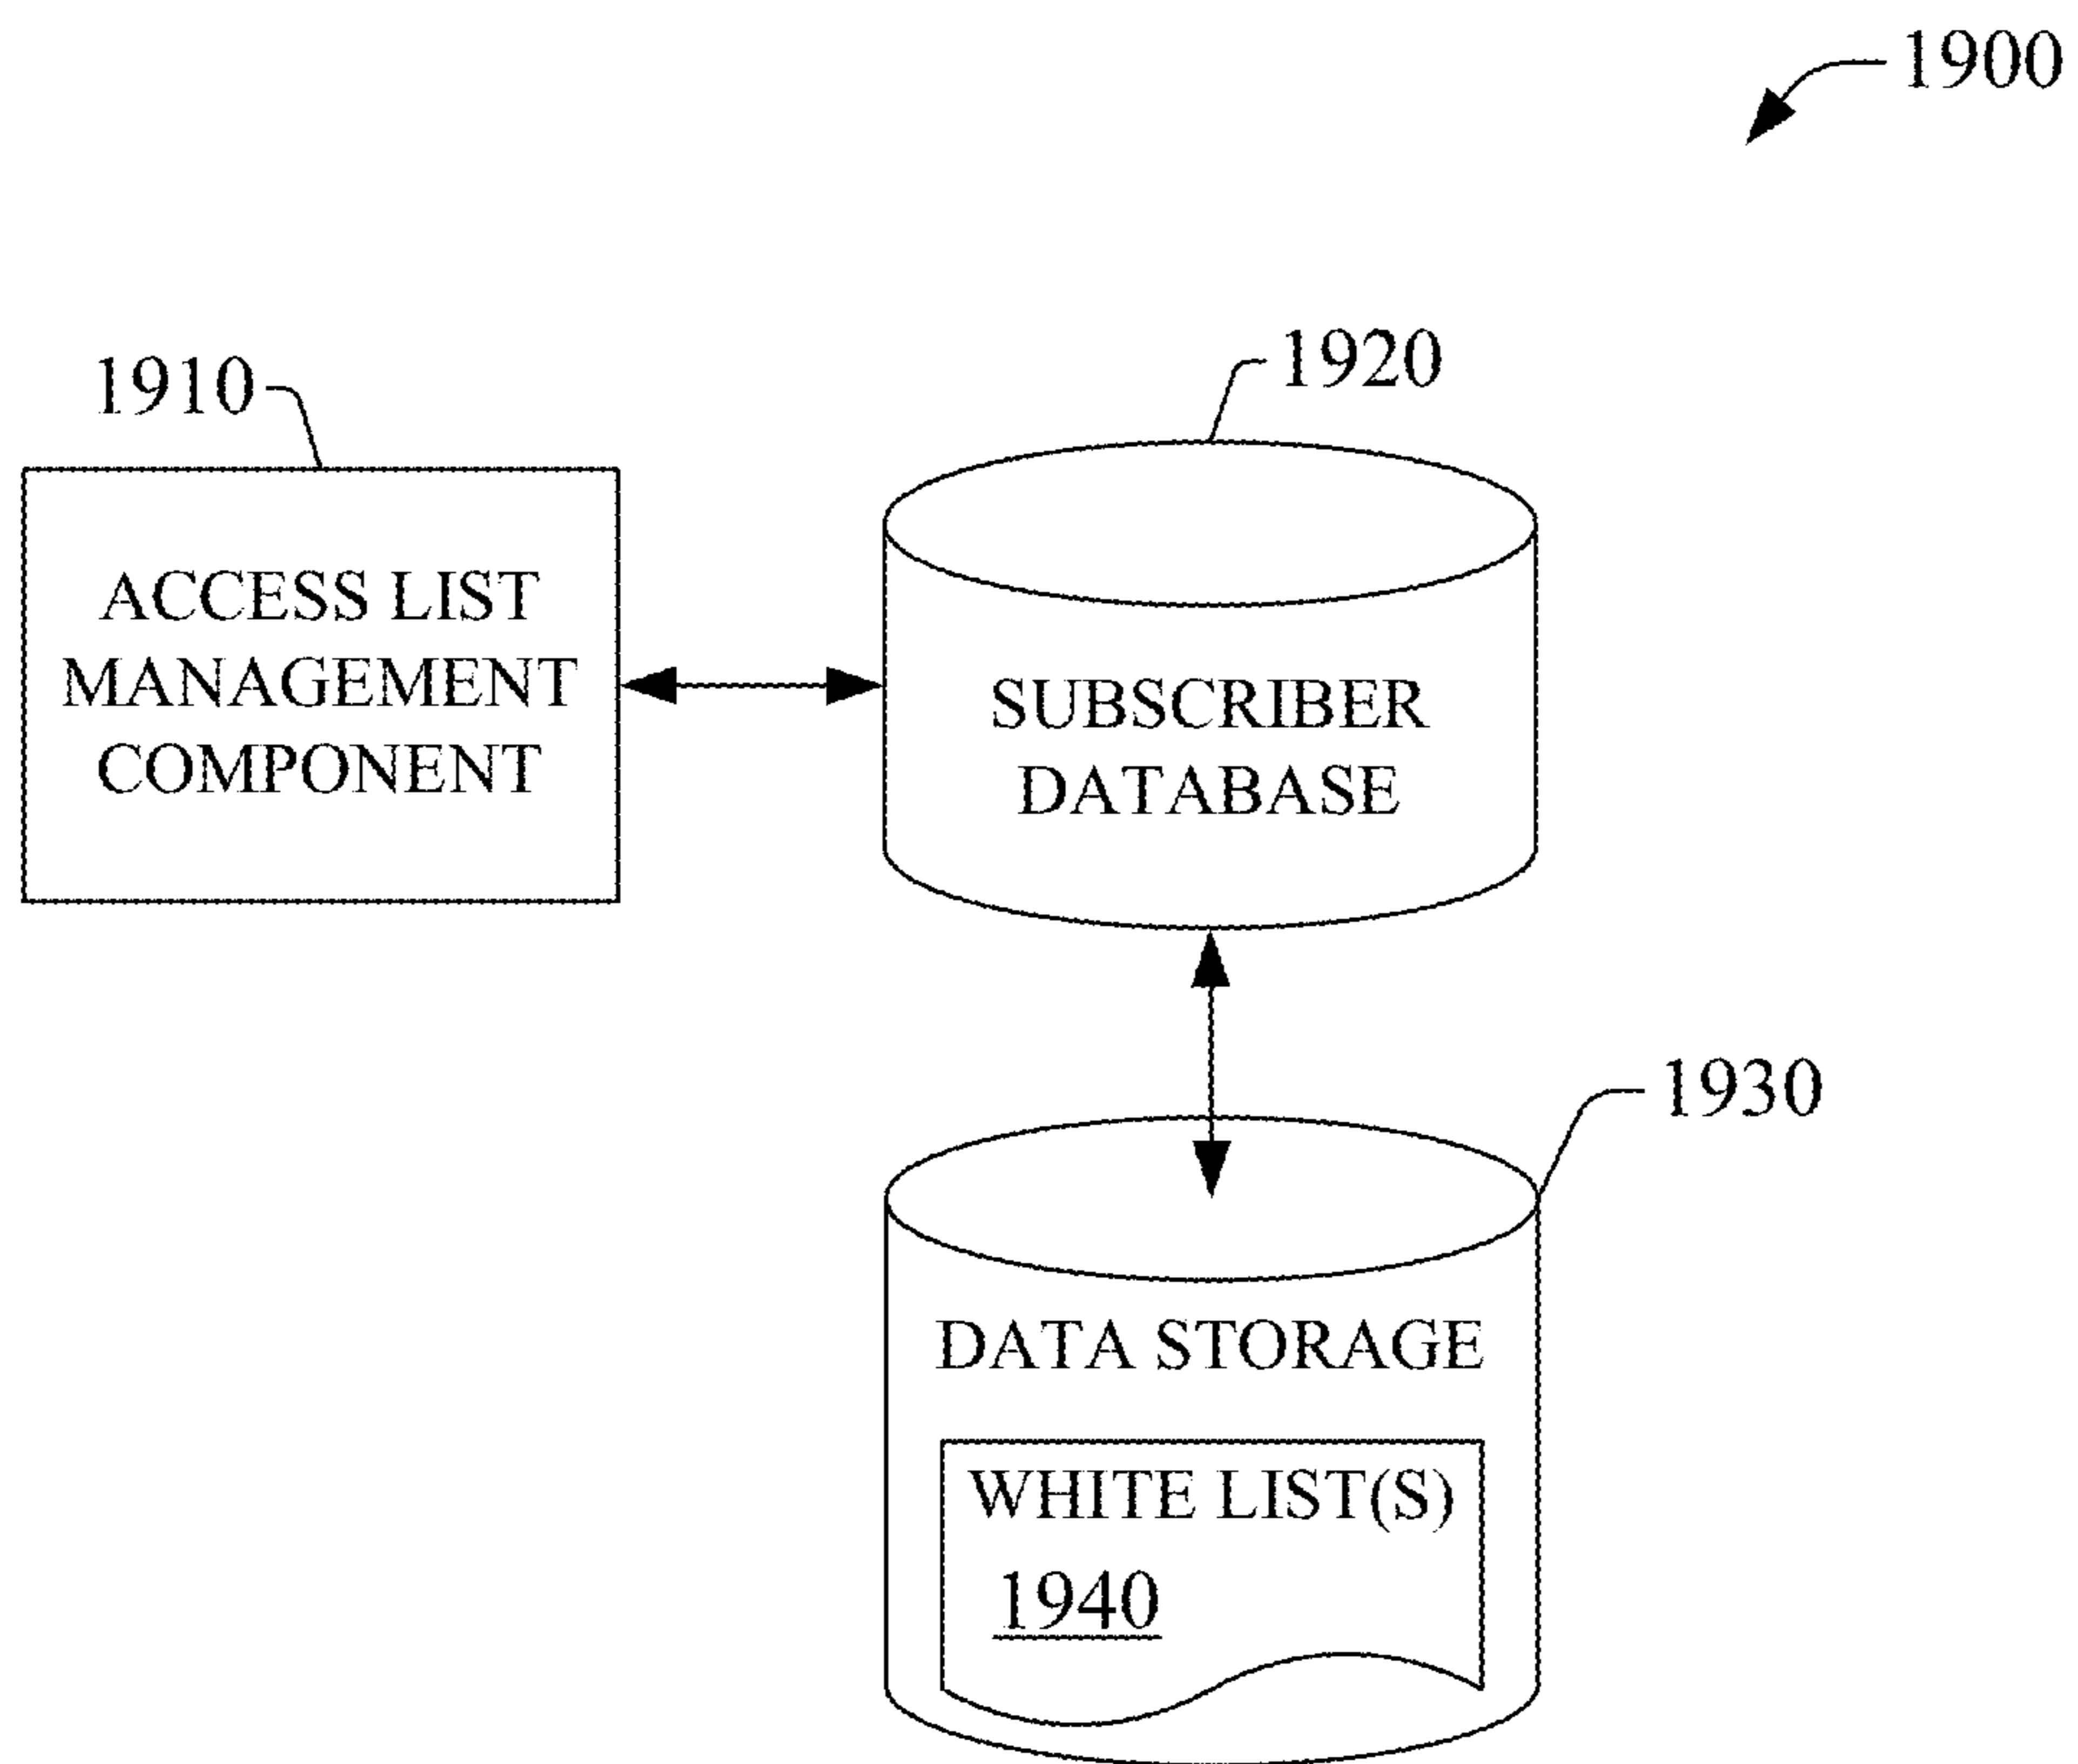 1900
1910
1920
ACCESS LIST
MANAGEMENT
COMPONENT
SUBSCRIBER
DATABASE
1930
DATA STORAGE
WHITE LIST(S)
1940